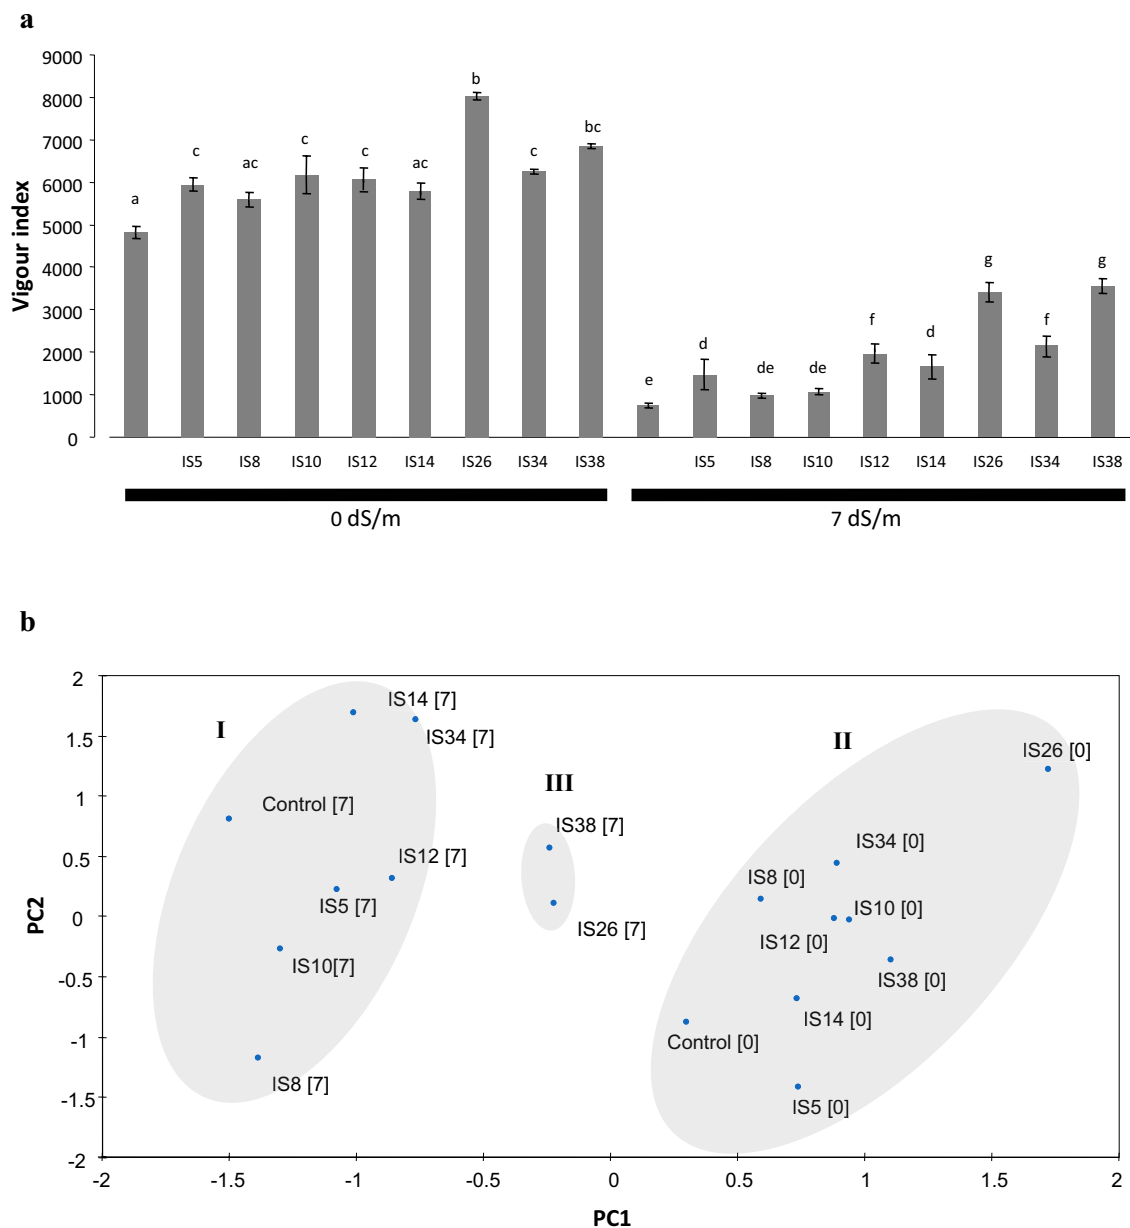 a
9000
8000
7000
6000
5000
4000
3000
2000
1000
0
Vigour index
a c ac c c ac b c bc e d de de f d g f g
IS5 IS8 IS10 IS12 IS14 IS26 IS34 IS38 IS5 IS8 IS10 IS12 IS14 IS26 IS34 IS38
0 dS/m 7 dS/m
b
2
1.5
1
0.5
0
-0.5
-1
-1.5
-2
PC2
I
II
III
IS14 [7]
IS34 [7]
Control [7]
IS12 [7]
IS5 [7]
IS10[7]
IS8 [7]
IS38 [7]
IS26 [7]
IS26 [0]
IS34 [0]
IS8 [0]
IS10 [0]
IS12 [0]
IS38 [0]
IS14 [0]
Control [0]
IS5 [0]
-2 -1.5 -1 -0.5 0 0.5 1 1.5 2
PC1